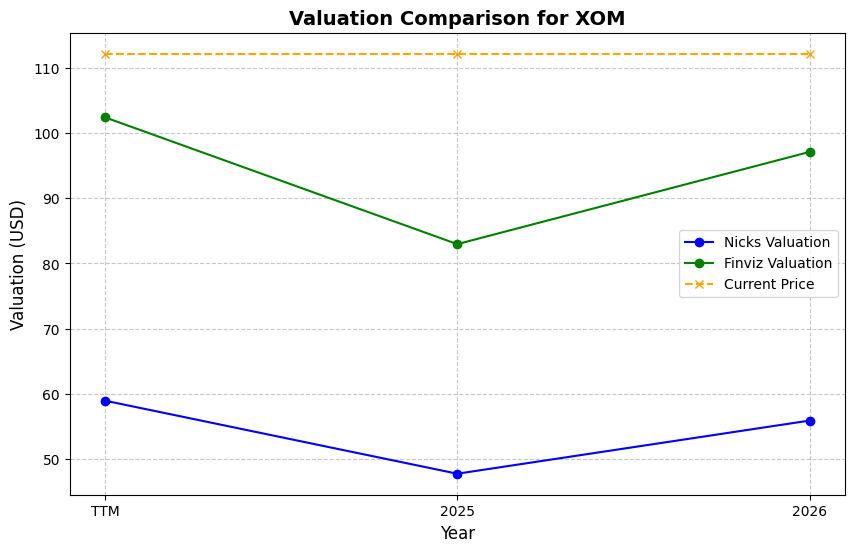 Valuation Comparison for XOM
Valuation (USD)
110
100
90
80
70
60
50
Nicks Valuation
Finviz Valuation
Current Price
TTM
2025
2026
Year